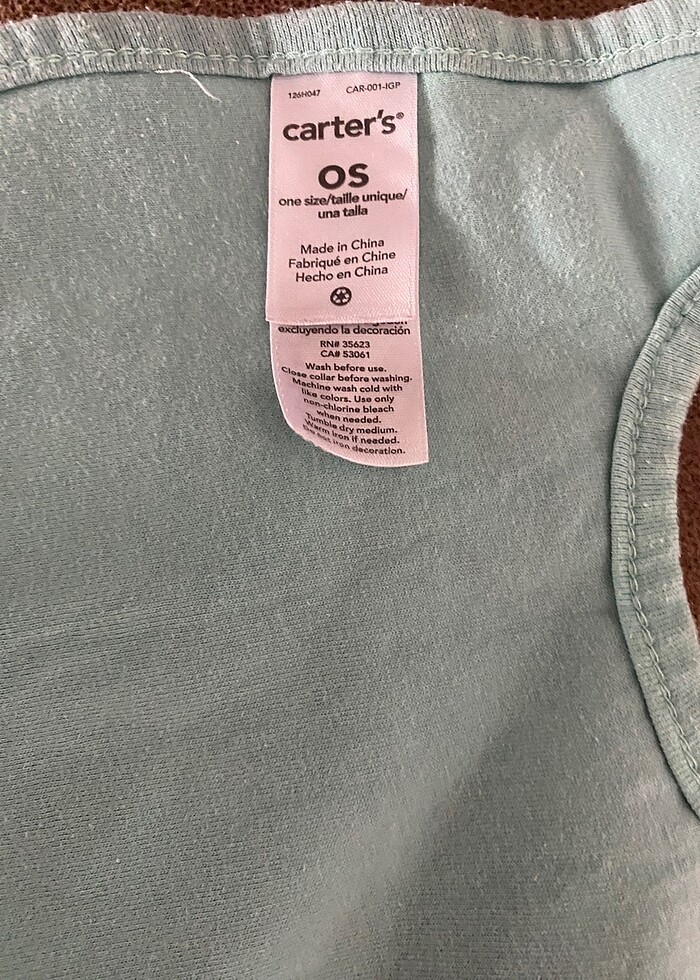 126H047 CAR-001-IGP
carter's®
OS
one size/taille unique/
una talla
Made in China
Fabriqué en Chine
Hecho en China
excluyendo la decoración
RN# 35623
CA# 53061
Wash before use.
Close collar before washing.
Machine wash cold with
like colors. Use only
non-chlorine bleach
when needed.
Tumble dry medium.
Warm iron if needed.
not iron decoration.